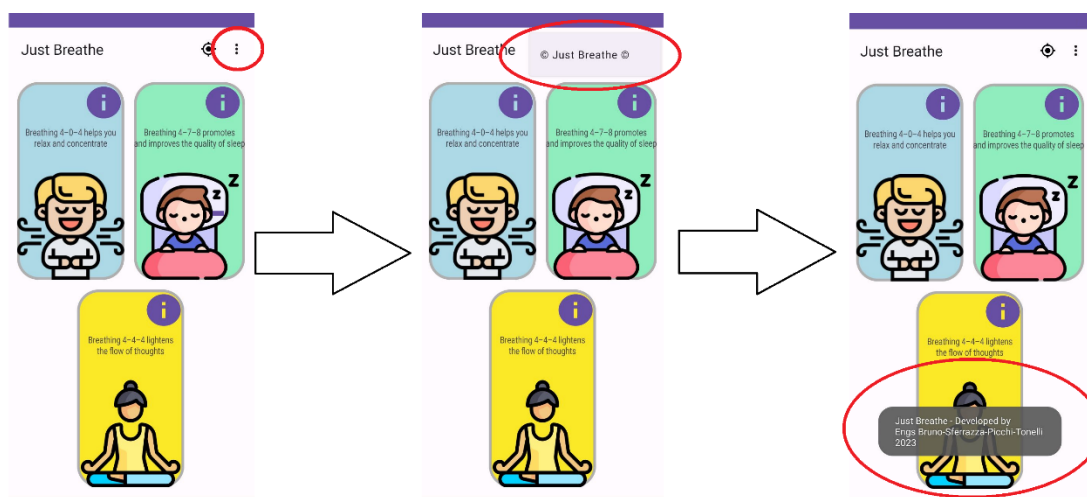 Just Breathe
i
i
Breathing 4-0-4 helps you
relax and concentrate
Breathing 4-7-8 promotes
and improves the quality of sleep
z
Z
i
Breathing 4-4-4 lightens
the flow of thoughts
Just Breathe
© Just Breathe ©
i
i
Breathing 4-0-4 helps you
relax and concentrate
Breathing 4-7-8 promotes
and improves the quality of sleep
z
Z
i
Breathing 4-4-4 lightens
the flow of thoughts
Just Breathe
i
i
Breathing 4-0-4 helps you
relax and concentrate
Breathing 4-7-8 promotes
and improves the quality of sleep
z
Z
i
Breathing 4-4-4 lightens
the flow of thoughts
Just Breathe - Developed by
Engs Bruno-Sferrazza-Picchi-Tonelli
2023